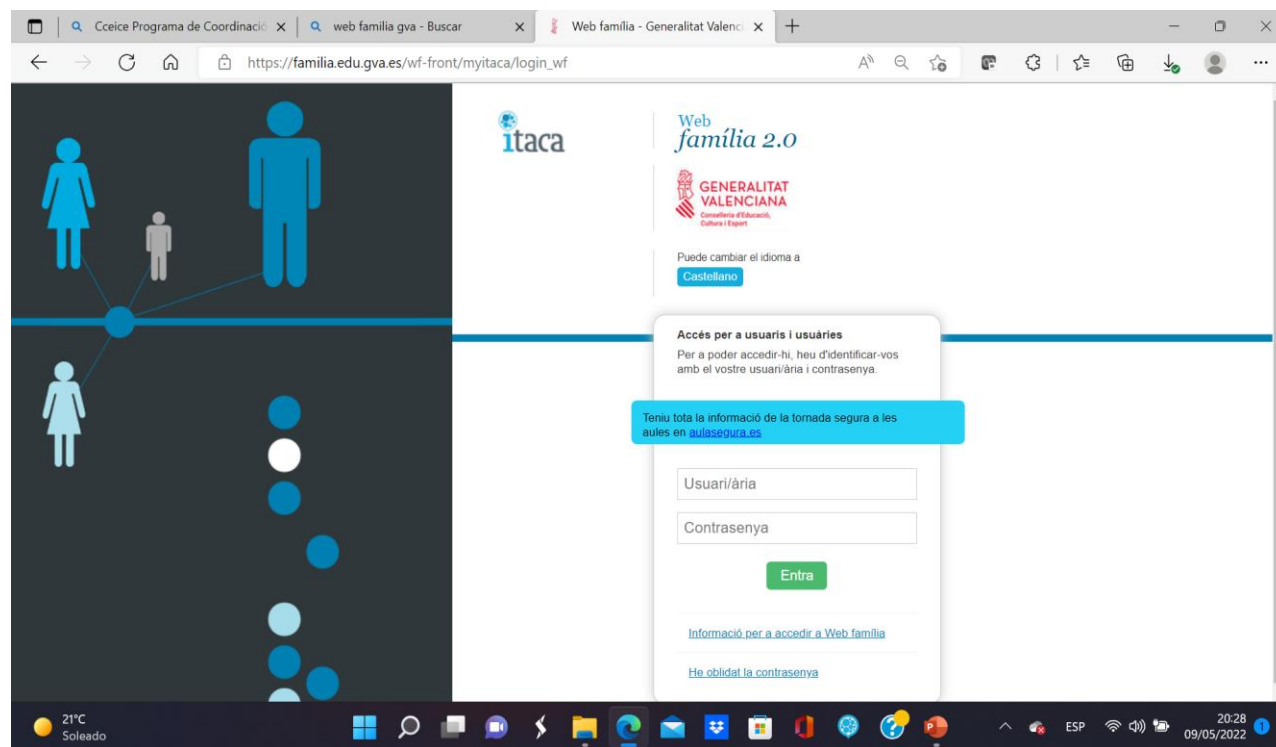 Cceice Programa de Coordinació
web familia gva - Buscar
Web família - Generalitat Valenci
https://familia.edu.gva.es/wf-front/myitaca/login_wf
itaca
Web
família 2.0
GENERALITAT
VALENCIANA
Conselleria d'Educació,
Cultura i Esport
Puede cambiar el idioma a
Castellano
Accés per a usuaris i usuàries
Per a poder accedir-hi, heu d'identificar-vos
amb el vostre usuari/ària i contrasenya.
Teniu tota la informació de la tornada segura a les
aules en aulasegura.es
Usuari/ària
Contrasenya
Entra
Informació per a accedir a Web família
He oblidat la contrasenya
21°C
Soleado
ESP
20:28
09/05/2022
1